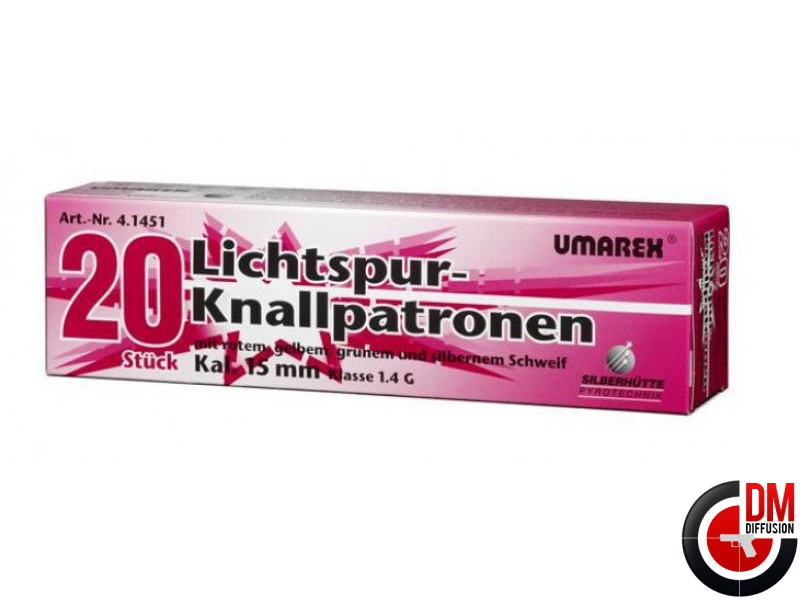 Art.-Nr. 4.1451
UMAREX®
20
Stück
Lichtspur-
Knallpatronen
mit rotem, gelbem, grünem und silbernem Schweif
Kal. 15 mm Klasse 1.4 G
SILBERHÜTTE
PYROTECHNIK
DM
DIFFUSION